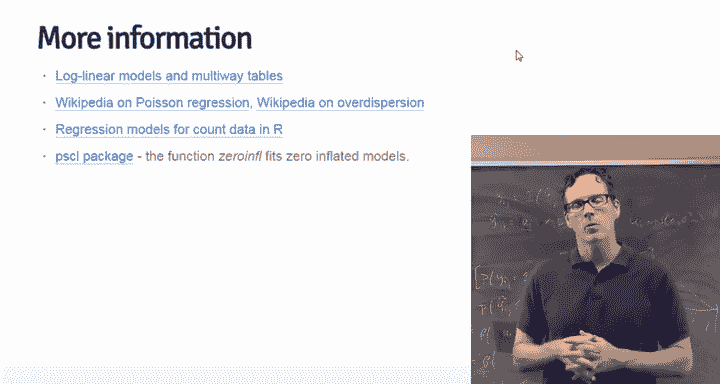 More information
Log-linear models and multiway tables
Wikipedia on Poisson regression, Wikipedia on overdispersion
Regression models for count data in R
pscl package - the function zeroinfl fits zero inflated models.